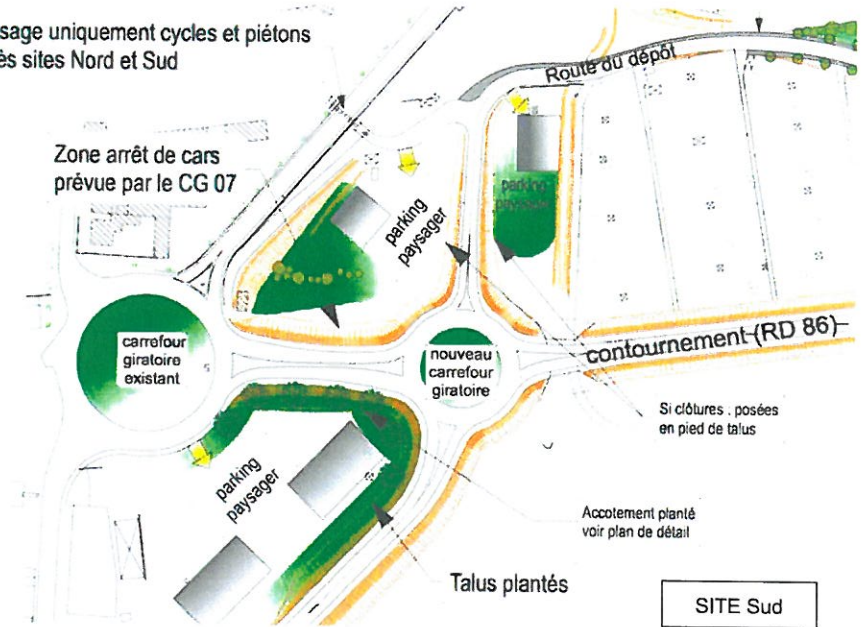 sage uniquement cycles et piétons
ès sites Nord et Sud
Route du dépôt
Zone arrêt de cars
prévue par le CG 07
parking
paysager
parking
paysager
carrefour
giratoire
existant
nouveau
carrefour
giratoire
contournement (RD 86)
Si clôtures . posées
en pied de talus
parking
paysager
Accotement planté
voir plan de détail
Talus plantés
SITE Sud